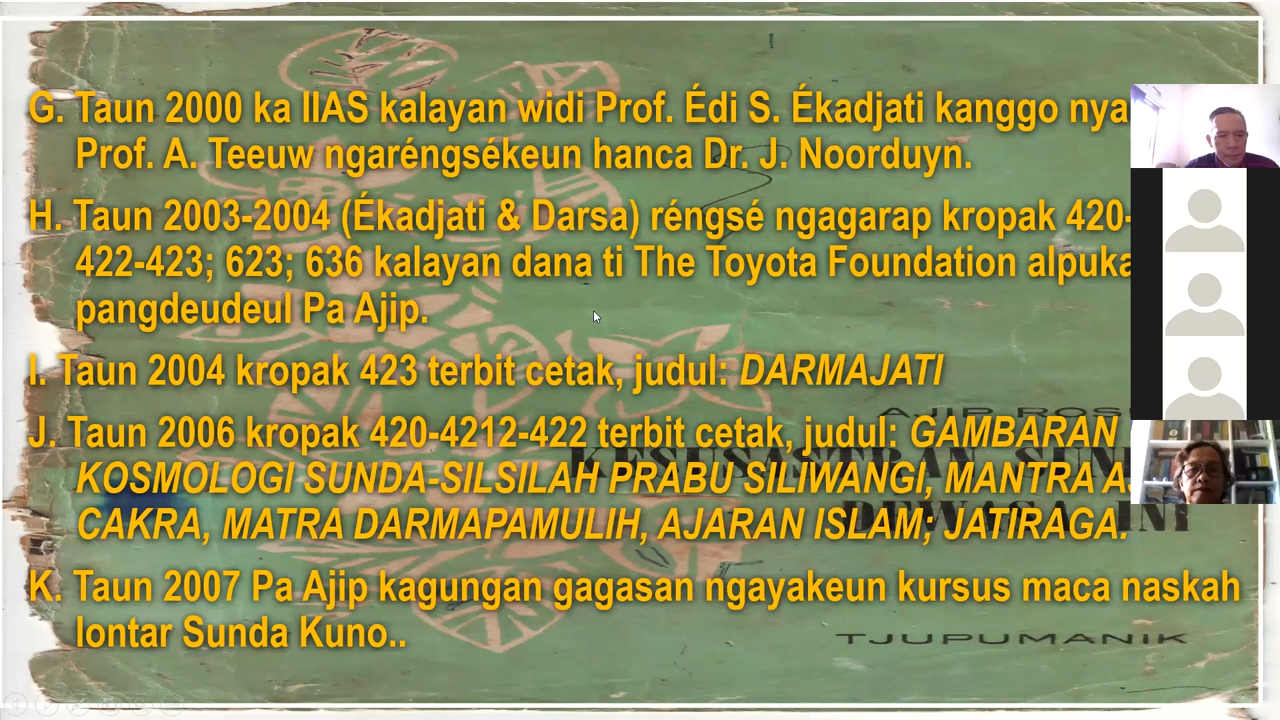 G. Taun 2000 ka IIAS kalayan widi Prof. Édi S. Ékadjati kanggo
Prof. A. Teeuw ngaréngsékeun hanca Dr. J. Noorduyn.
H. Taun 2003-2004 (Ékadjati & Darsa) réngsé ngagarap kropak 420-
422-423; 623; 636 kalayan dana ti The Toyota Foundation
pangdeudeul Pa Ajip.
I. Taun 2004 kropak 423 terbit cetak, judul: DARMAJATI
J. Taun 2006 kropak 420-4212-422 terbit cetak, judul: GAMBARAN
KOSMOLOGI SUNDA-SILSILAH PRABU SILIWANGI, MANTRA
CAKRA, MATRA DARMAPAMULIH, AJARAN ISLAM; JATIRAGA.
K. Taun 2007 Pa Ajip kagungan gagasan ngayakeun kursus maca naskah
lontar Sunda Kuno..
AJIP
KESUSASTRAN
DEWASA INI
TJUPUMANIK